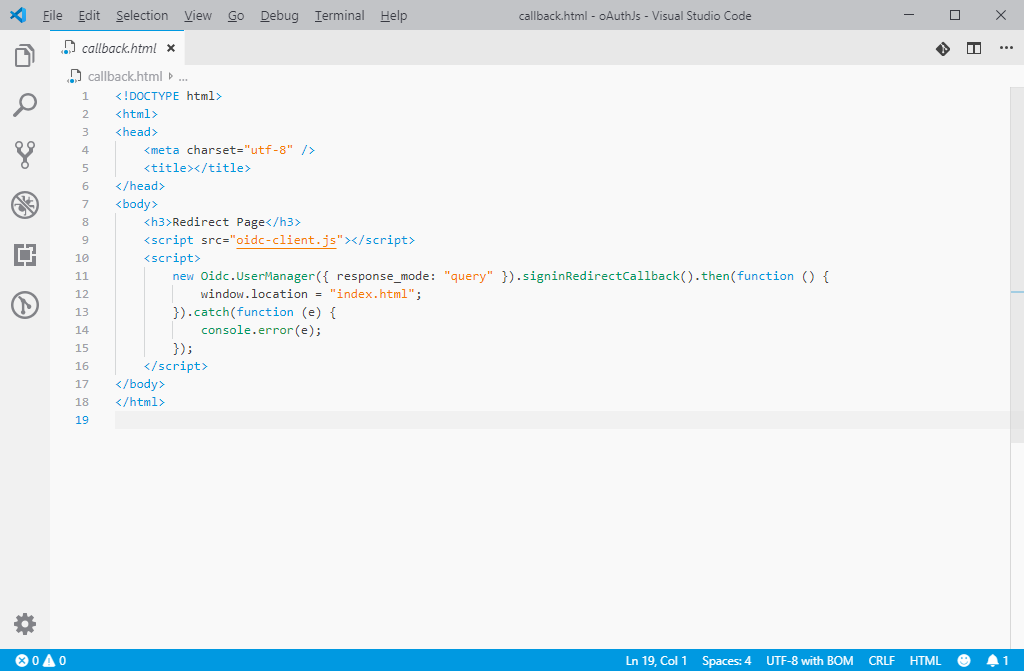 File Edit Selection View Go Debug Terminal Help callback.html - oAuthJs - Visual Studio Code
callback.html
callback.html ...
1 <!DOCTYPE html>
2 <html>
3 <head>
4     <meta charset="utf-8" />
5     <title></title>
6 </head>
7 <body>
8     <h3>Redirect Page</h3>
9     <script src="oidc-client.js"></script>
10     <script>
11         new Oidc.UserManager({ response_mode: "query" }).signinRedirectCallback().then(function () {
12             window.location = "index.html";
13         }).catch(function (e) {
14             console.error(e);
15         });
16     </script>
17 </body>
18 </html>
19
0 0 Ln 19, Col 1 Spaces: 4 UTF-8 with BOM CRLF HTML 1